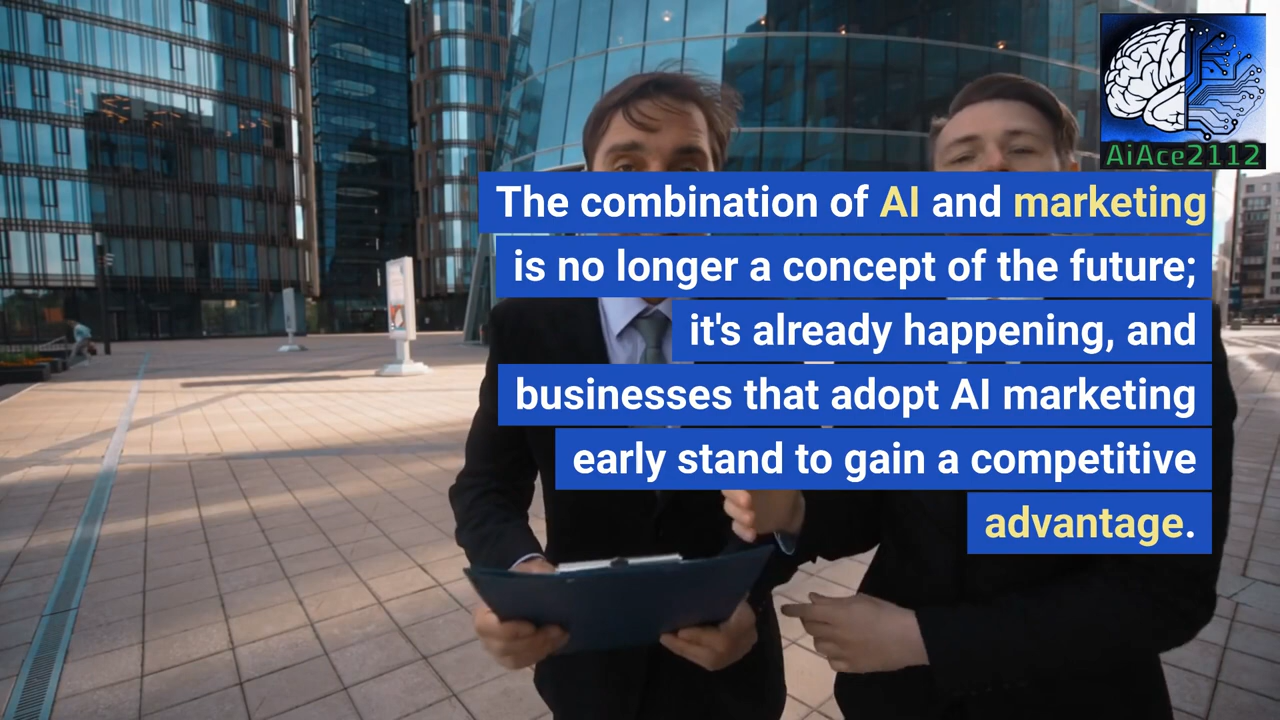 AiAce2112
The combination of AI and marketing
is no longer a concept of the future;
it's already happening, and
businesses that adopt AI marketing
early stand to gain a competitive
advantage.